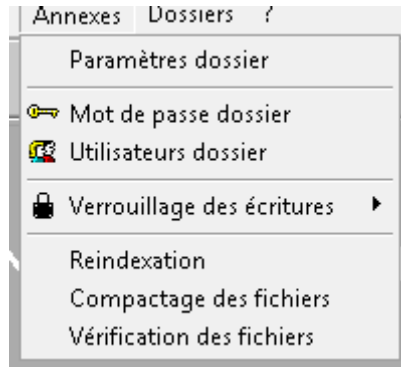 Annexes Dossiers ?
Paramètres dossier
Mot de passe dossier
Utilisateurs dossier
Verrouillage des écritures
Reindexation
Compactage des fichiers
Vérification des fichiers